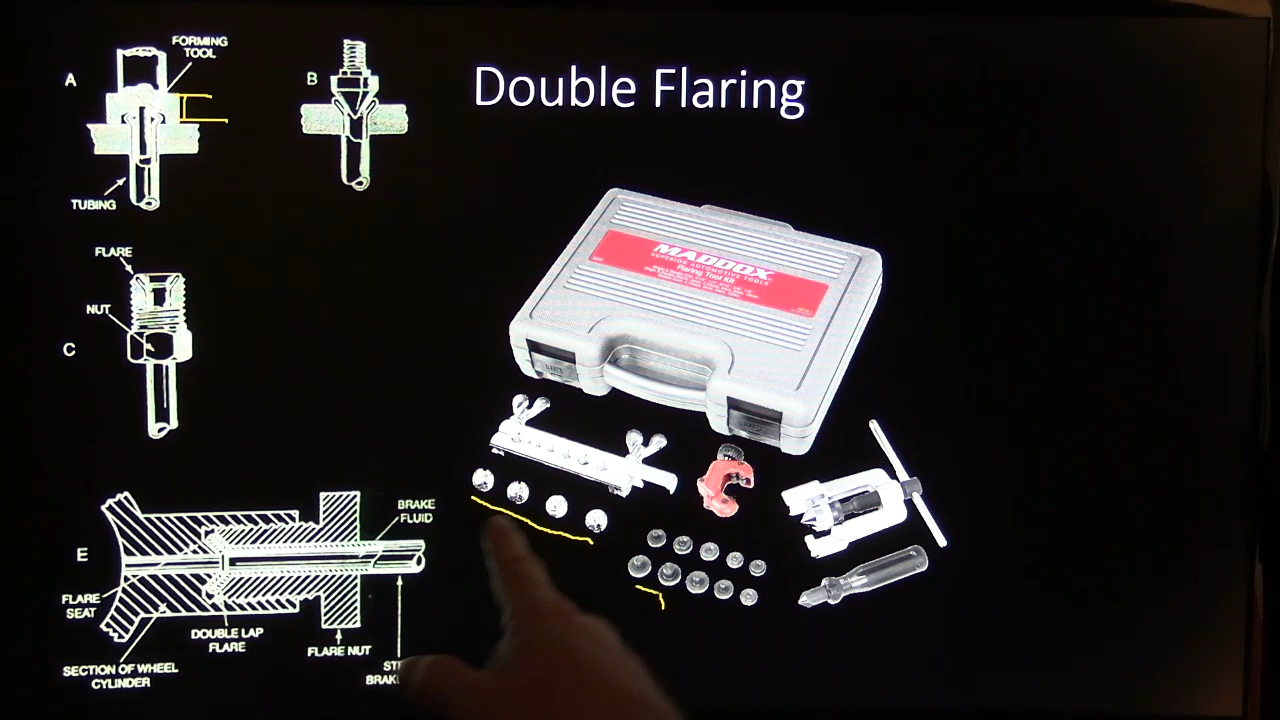 Double Flaring
A
FORMING
TOOL
TUBING
B
FLARE
NUT
C
MADDOX
SUPERIOR AUTOMOTIVE TOOLS
Flaring Tool Kit
E
BRAKE
FLUID
FLARE
SEAT
DOUBLE LAP
FLARE
FLARE NUT
SECTION OF WHEEL
CYLINDER